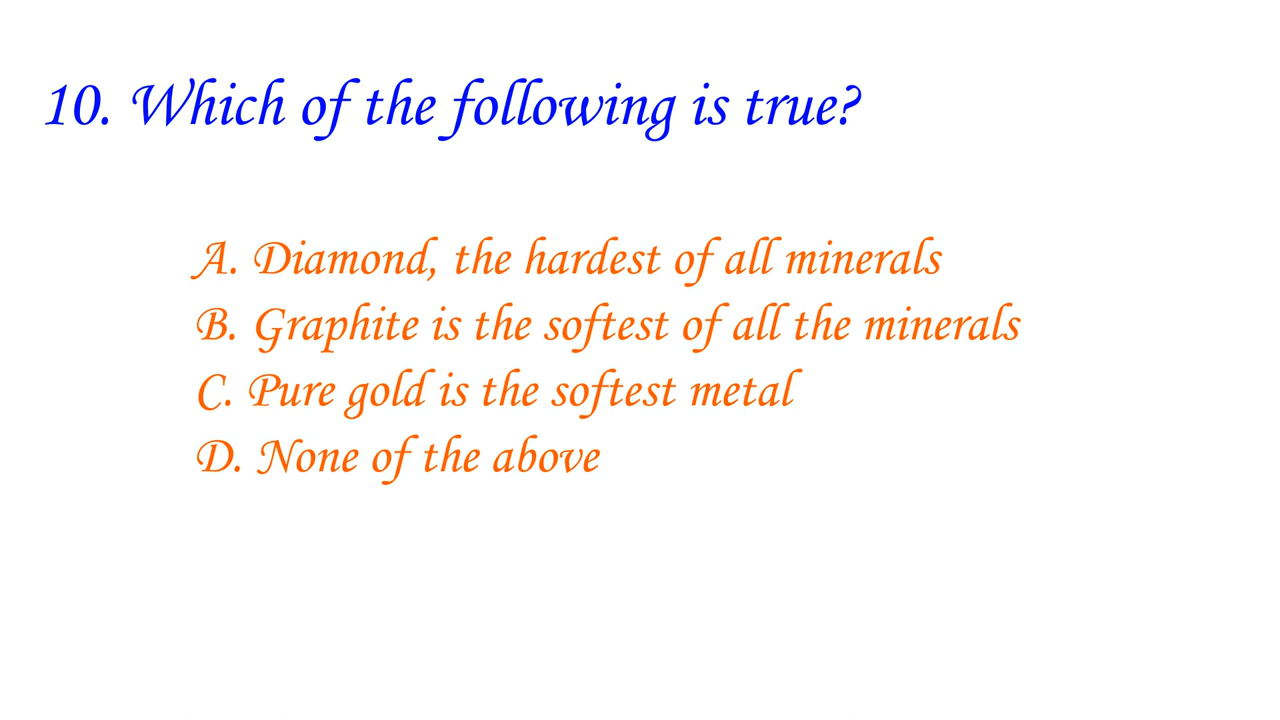 10. Which of the following is true?
A. Diamond, the hardest of all minerals
B. Graphite is the softest of all the minerals
C. Pure gold is the softest metal
D. None of the above